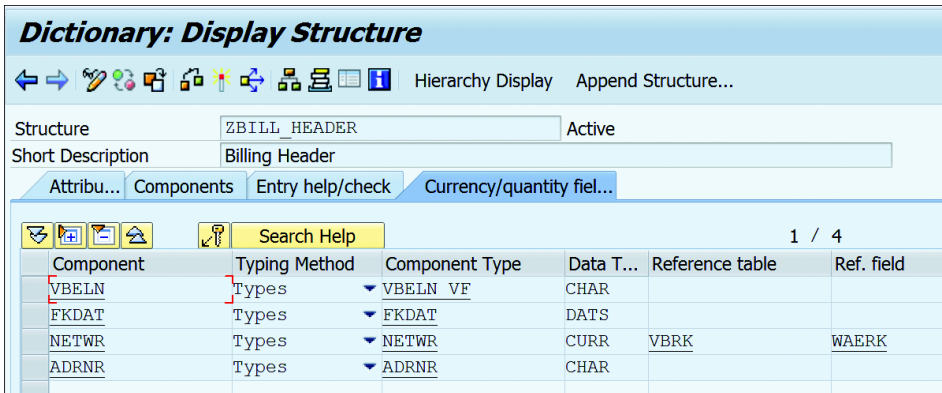 Dictionary: Display Structure
Hierarchy Display Append Structure...
Structure ZBILL_HEADER Active
Short Description Billing Header
Attribu... Components Entry help/check Currency/quantity fiel...
Search Help 1 / 4
Component Typing Method Component Type Data T... Reference table Ref. field
VBELN Types VBELN_VF CHAR
FKDAT Types FKDAT DATS
NETWR Types NETWR CURR VBRK WAERK
ADRNR Types ADRNR CHAR